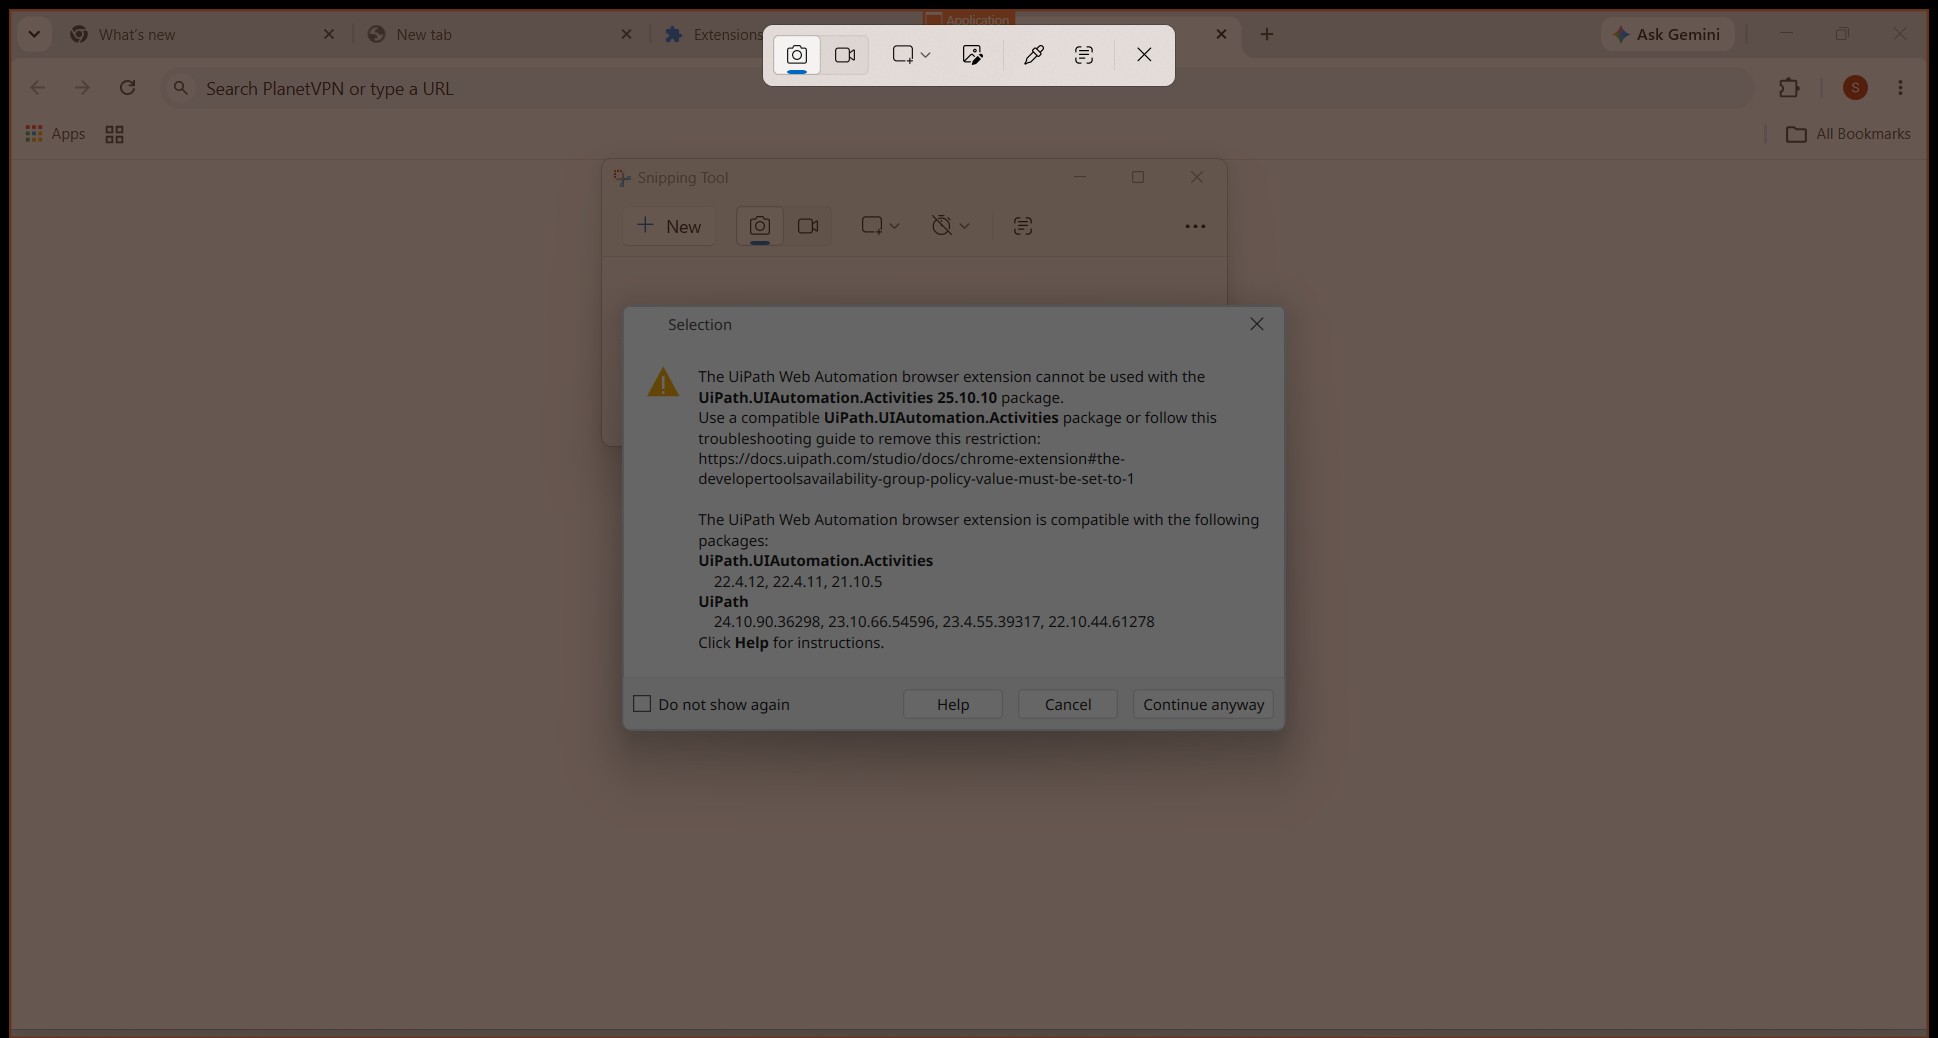 Application
What's new
New tab
Extensions
Ask Gemini
Search PlanetVPN or type a URL
S
Apps
All Bookmarks
Snipping Tool
New
Selection
The UiPath Web Automation browser extension cannot be used with the
UiPath.UIAutomation.Activities 25.10.10 package.
Use a compatible UiPath.UIAutomation.Activities package or follow this
troubleshooting guide to remove this restriction:
https://docs.uipath.com/studio/docs/chrome-extension#the-
developertoolsavailability-group-policy-value-must-be-set-to-1
The UiPath Web Automation browser extension is compatible with the following
packages:
UiPath.UIAutomation.Activities
22.4.12, 22.4.11, 21.10.5
UiPath
24.10.90.36298, 23.10.66.54596, 23.4.55.39317, 22.10.44.61278
Click Help for instructions.
Do not show again
Help
Cancel
Continue anyway